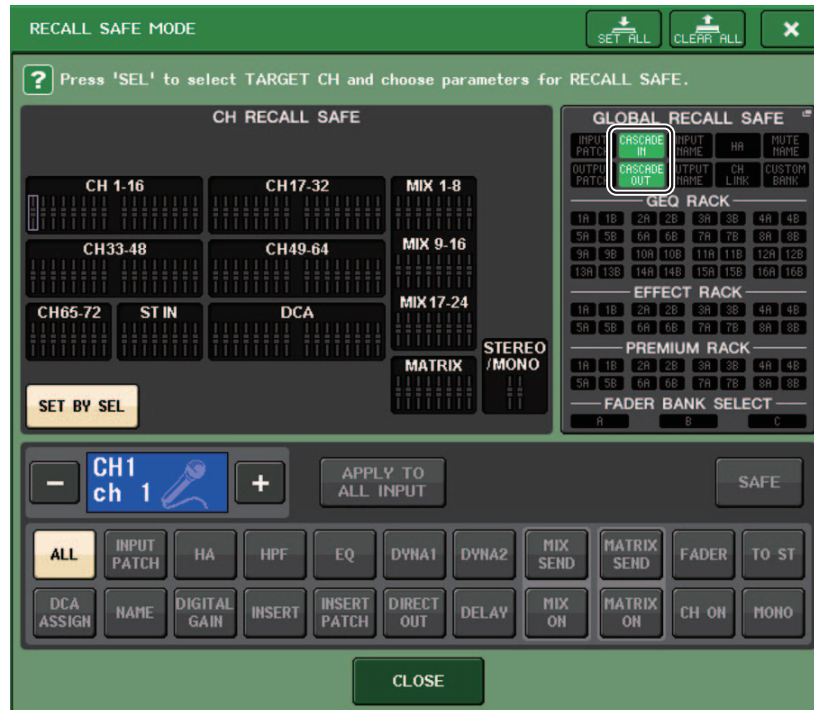 RECALL SAFE MODE
SET ALL
CLEAR ALL
? Press 'SEL' to select TARGET CH and choose parameters for RECALL SAFE.
CH RECALL SAFE
CH 1-16
CH17-32
MIX 1-8
CH33-48
CH49-64
MIX 9-16
CH65-72
ST IN
DCA
MIX17-24
MATRIX
STEREO
/MONO
SET BY SEL
GLOBAL RECALL SAFE
INPUT PATCH CASCADE IN INPUT NAME HA MUTE NAME
OUTPUT PATCH CASCADE OUT OUTPUT NAME CH LINK CUSTOM BANK
GEQ RACK
1A 1B 2A 2B 3A 3B 4A 4B
5A 5B 6A 6B 7A 7B 8A 8B
9A 9B 10A 10B 11A 11B 12A 12B
13A 13B 14A 14B 15A 15B 16A 16B
EFFECT RACK
1A 1B 2A 2B 3A 3B 4A 4B
5A 5B 6A 6B 7A 7B 8A 8B
PREMIUM RACK
1A 1B 2A 2B 3A 3B 4A 4B
5A 5B 6A 6B 7A 7B 8A 8B
FADER BANK SELECT
A B C
− CH1 +
ch 1
APPLY TO
ALL INPUT
SAFE
ALL INPUT PATCH HA HPF EQ DYNA1 DYNA2 MIX SEND MATRIX SEND FADER TO ST
DCA ASSIGN NAME DIGITAL GAIN INSERT INSERT PATCH DIRECT OUT DELAY MIX ON MATRIX ON CH ON MONO
CLOSE